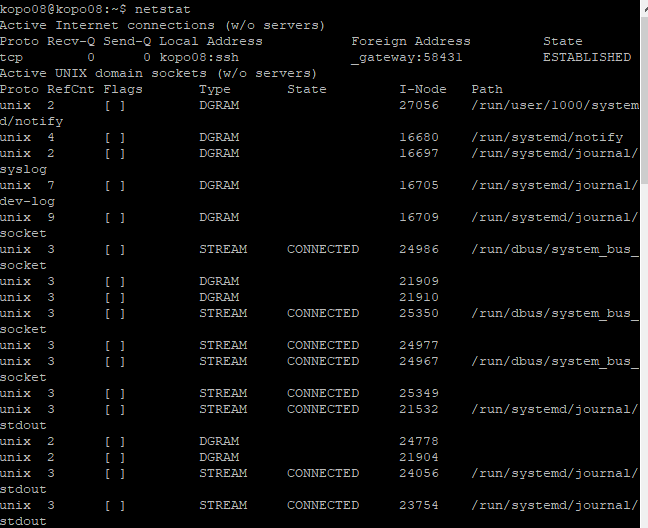 kopo08@kopo08:~$ netstat
Active Internet connections (w/o servers)
Proto Recv-Q Send-Q Local Address           Foreign Address         State
tcp        0      0 kopo08:ssh              _gateway:58431          ESTABLISHED
Active UNIX domain sockets (w/o servers)
Proto RefCnt Flags       Type       State         I-Node   Path
unix  2      [ ]         DGRAM                    27056    /run/user/1000/system
d/notify
unix  4      [ ]         DGRAM                    16680    /run/systemd/notify
unix  2      [ ]         DGRAM                    16697    /run/systemd/journal/
syslog
unix  7      [ ]         DGRAM                    16705    /run/systemd/journal/
dev-log
unix  9      [ ]         DGRAM                    16709    /run/systemd/journal/
socket
unix  3      [ ]         STREAM     CONNECTED     24986    /run/dbus/system_bus_
socket
unix  3      [ ]         DGRAM                    21909
unix  3      [ ]         DGRAM                    21910
unix  3      [ ]         STREAM     CONNECTED     25350    /run/dbus/system_bus_
socket
unix  3      [ ]         STREAM     CONNECTED     24977
unix  3      [ ]         STREAM     CONNECTED     24967    /run/dbus/system_bus_
socket
unix  3      [ ]         STREAM     CONNECTED     25349
unix  3      [ ]         STREAM     CONNECTED     21532    /run/systemd/journal/
stdout
unix  2      [ ]         DGRAM                    24778
unix  2      [ ]         DGRAM                    21904
unix  3      [ ]         STREAM     CONNECTED     24056    /run/systemd/journal/
stdout
unix  3      [ ]         STREAM     CONNECTED     23754    /run/systemd/journal/
stdout